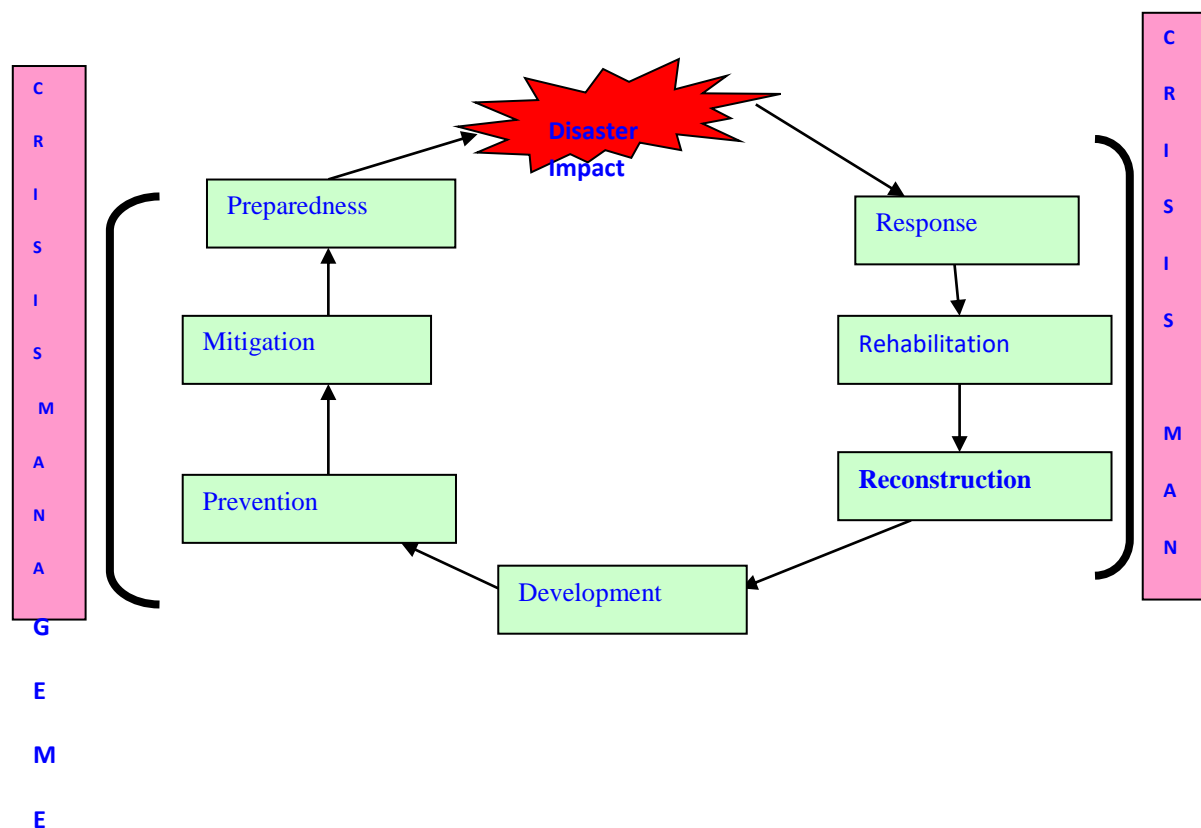 C
R
I
S
I
S
M
A
N
A
G
E
M
E
Disaster
Impact
Preparedness
Mitigation
Prevention
Development
Response
Rehabilitation
Reconstruction
C
R
I
S
I
S
M
A
N